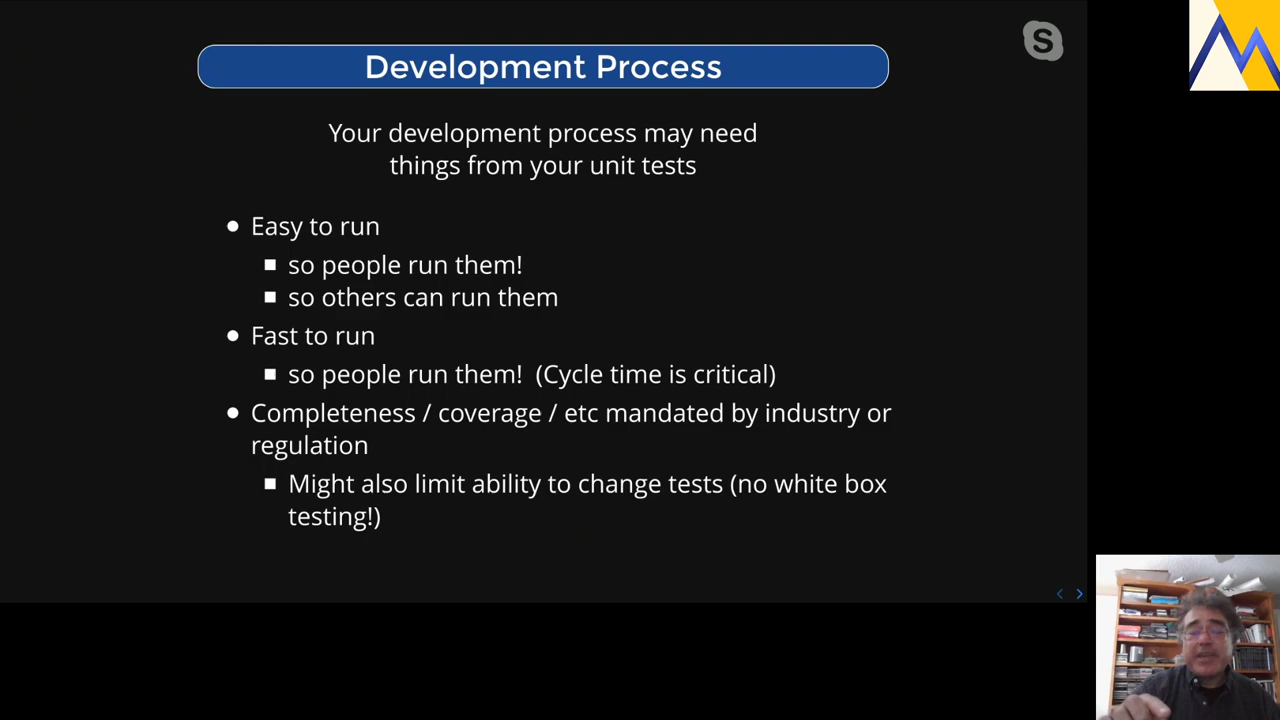 Development Process
S
Your development process may need
things from your unit tests
Easy to run
so people run them!
so others can run them
Fast to run
so people run them! (Cycle time is critical)
Completeness / coverage / etc mandated by industry or
regulation
Might also limit ability to change tests (no white box
testing!)